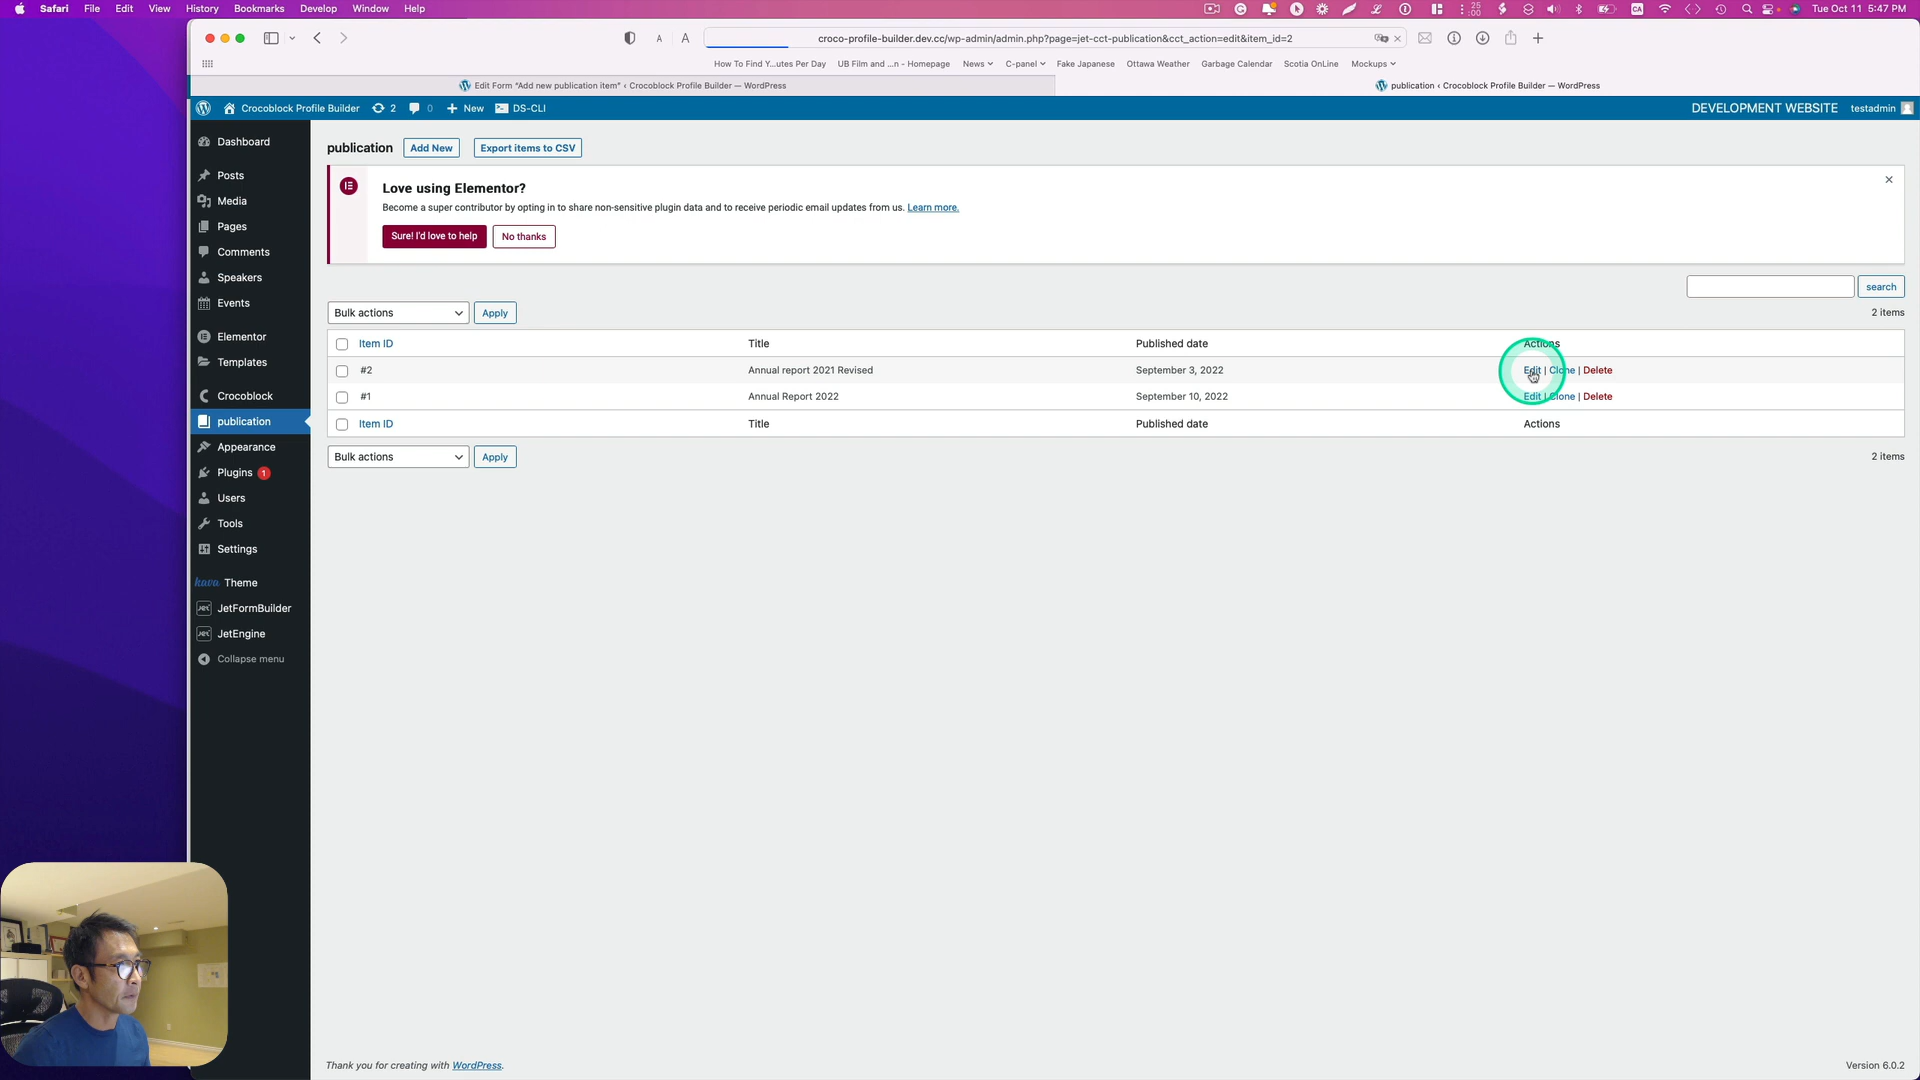 Safari File Edit View History Bookmarks Develop Window Help
25
:00
CA
Tue Oct 11 5:47 PM
A A
croco-profile-builder.dev.cc/wp-admin/admin.php?page=jet-cct-publication&cct_action=edit&item_id=2
How To Find Y...utes Per Day UB Film and ...n - Homepage News C-panel Fake Japanese Ottawa Weather Garbage Calendar Scotia OnLine Mockups
Edit Form "Add new publication item" ‹ Crocoblock Profile Builder — WordPress
publication ‹ Crocoblock Profile Builder — WordPress
Crocoblock Profile Builder 2 0 New DS-CLI
DEVELOPMENT WEBSITE testadmin
Dashboard
Posts
Media
Pages
Comments
Speakers
Events
Elementor
Templates
Crocoblock
publication
Appearance
Plugins 1
Users
Tools
Settings
hava Theme
JetFormBuilder
JetEngine
Collapse menu
publication Add New Export items to CSV
Love using Elementor?
Become a super contributor by opting in to share non-sensitive plugin data and to receive periodic email updates from us. Learn more.
Sure! I'd love to help No thanks
search
Bulk actions Apply
2 items
Item ID Title Published date Actions
#2 Annual report 2021 Revised September 3, 2022 Edit | Clone | Delete
#1 Annual Report 2022 September 10, 2022 Edit | Clone | Delete
Item ID Title Published date Actions
Bulk actions Apply
2 items
Thank you for creating with WordPress.
Version 6.0.2